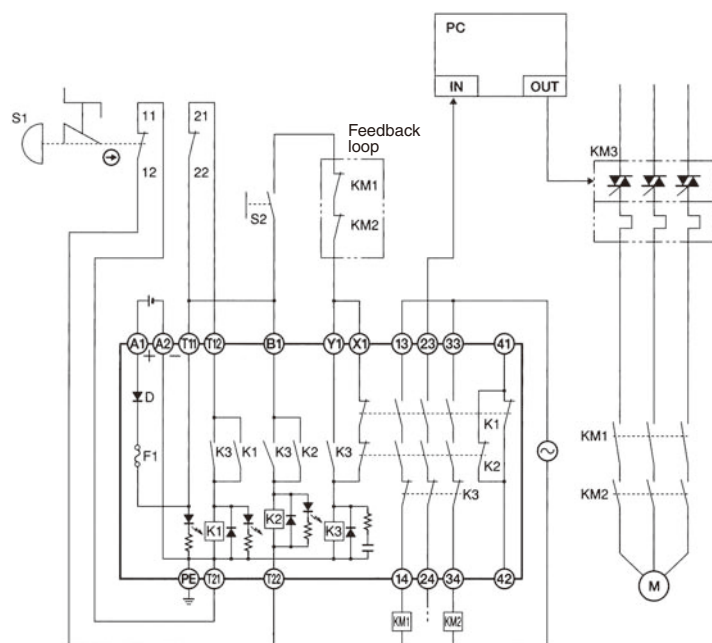 PC
IN OUT
S1
11 21
12 22
Feedback
loop
KM1
S2
KM2
KM3
A1 A2 T11 T12 B1 Y1 X1 13 23 33 41
+ −
D
F1
K3 K1 K3 K2 K3 K1
K2
K3
K1 K2 K3
KM1
KM2
PE T21 T22 14 24 34 42
KM1 KM2
M